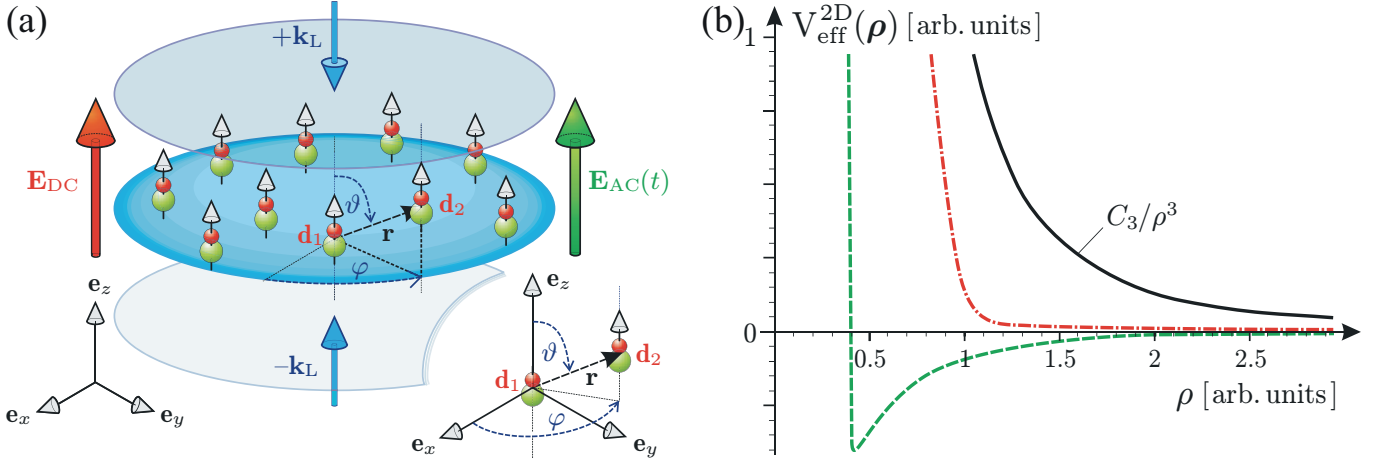 (a)
+k_L
E_DC
E_AC(t)
ϑ
d_2
d_1
r
φ
e_z
–k_L
e_x
e_y
e_z
ϑ
d_2
d_1
r
φ
e_x
e_y
(b)
V_eff^2D(ρ) [arb. units]
1
C_3/ρ^3
0
0.5
1
1.5
2
2.5
ρ [arb. units]